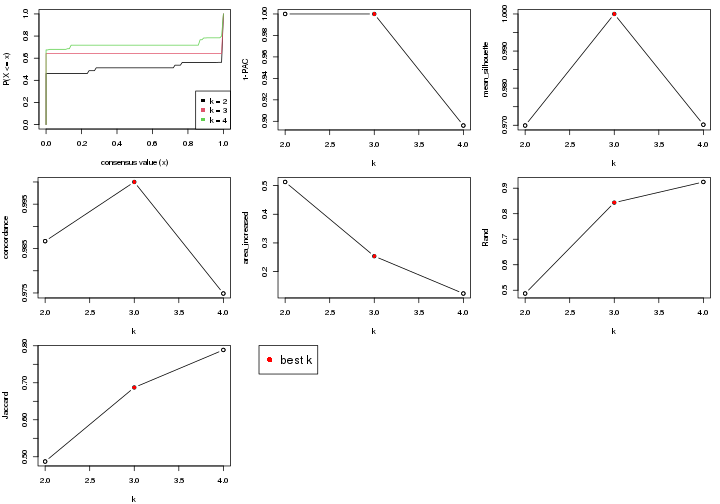 P(X <= x)
0.0 0.2 0.4 0.6 0.8 1.0
k = 2
k = 3
k = 4
0.0 0.2 0.4 0.6 0.8 1.0
consensus value (x)
1-PAC
0.90 0.92 0.94 0.96 0.98 1.00
2.0 2.5 3.0 3.5 4.0
k
mean_silhouette
0.970 0.980 0.990 1.000
2.0 2.5 3.0 3.5 4.0
k
concordance
0.975 0.985 0.995
2.0 2.5 3.0 3.5 4.0
k
area_increased
0.2 0.3 0.4 0.5
2.0 2.5 3.0 3.5 4.0
k
Rand
0.5 0.6 0.7 0.8 0.9
2.0 2.5 3.0 3.5 4.0
k
Jaccard
0.50 0.60 0.70 0.80
2.0 2.5 3.0 3.5 4.0
k
best k